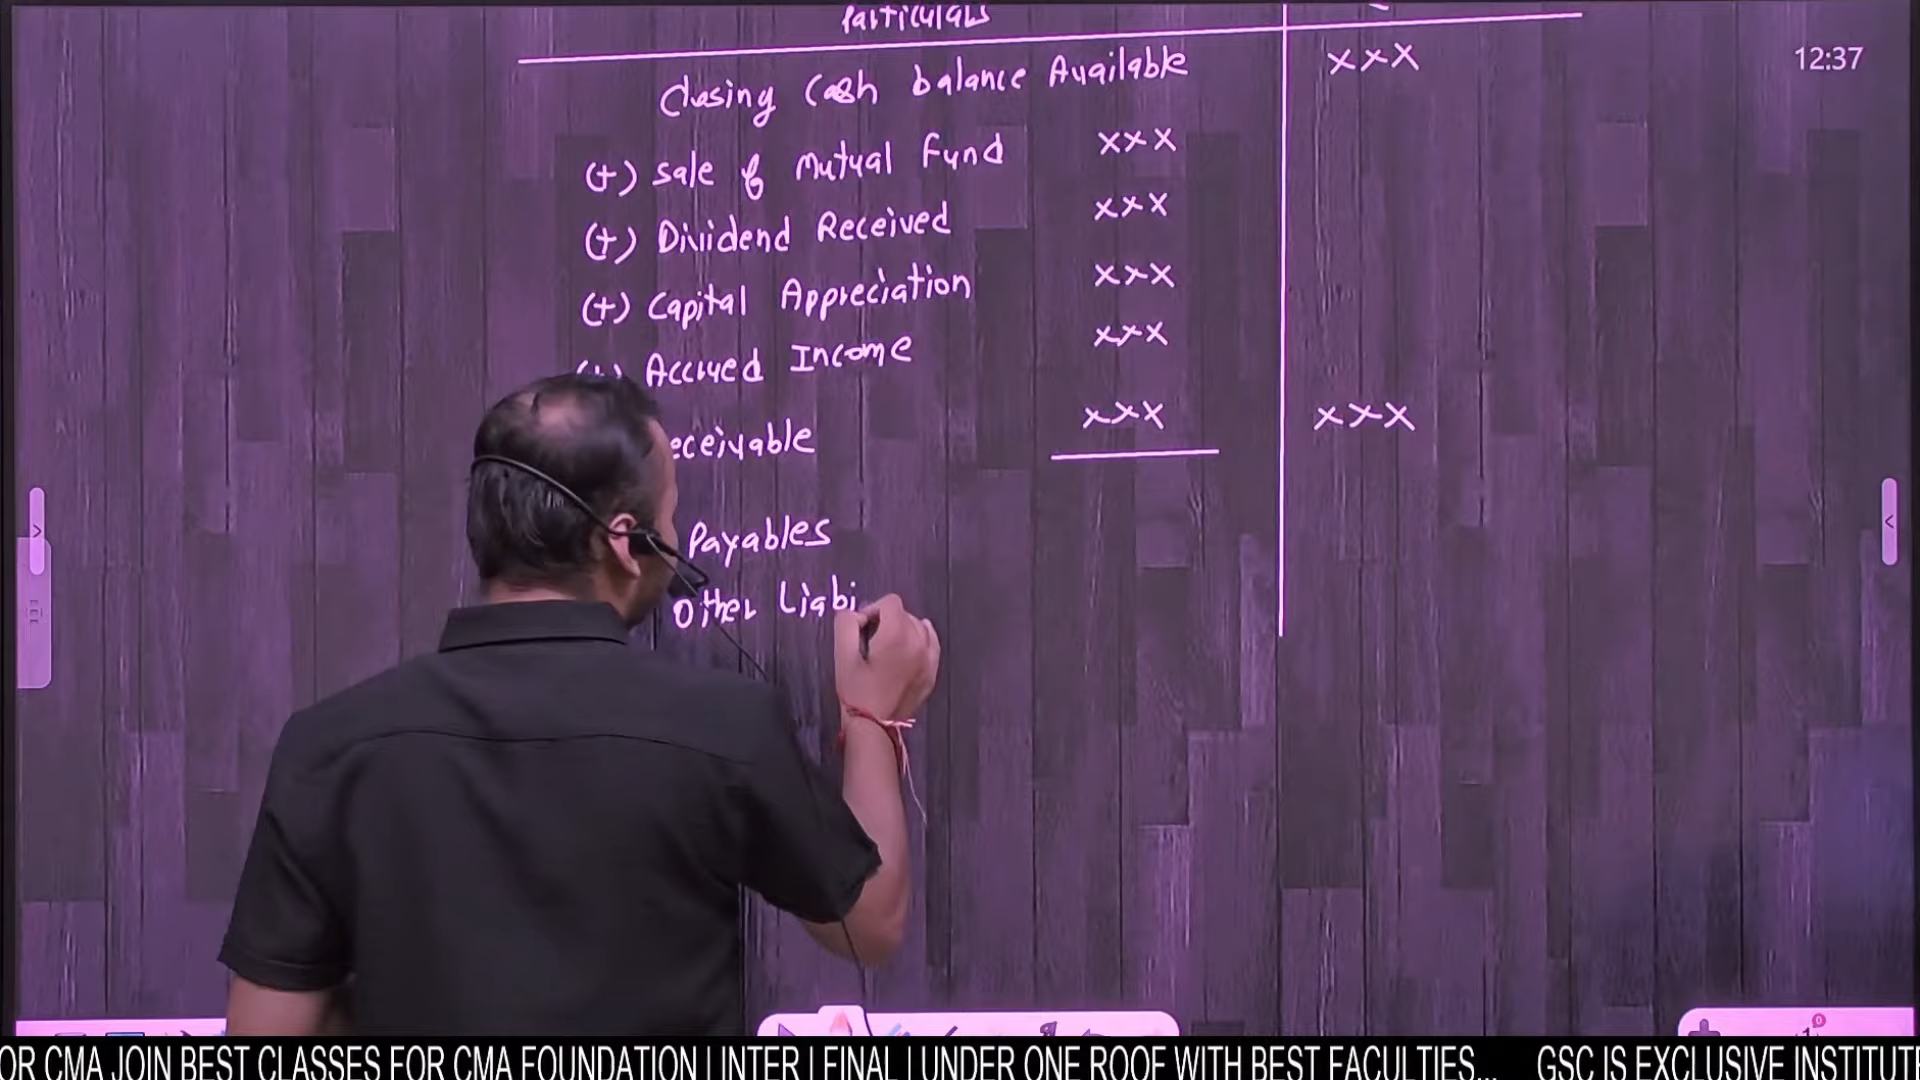 Particulars
12:37
Closing Cash balance Available xxx
(+) Sale of Mutual Fund xxx
(+) Dividend Received xxx
(+) Capital Appreciation xxx
(+) Accrued Income xxx
eceivable xxx xxx
Payables
Other Liabi
OR CMA JOIN BEST CLASSES FOR CMA FOUNDATION | INTER | FINAL | UNDER ONE ROOF WITH BEST FACULTIES... GSC IS EXCLUSIVE INSTITUT